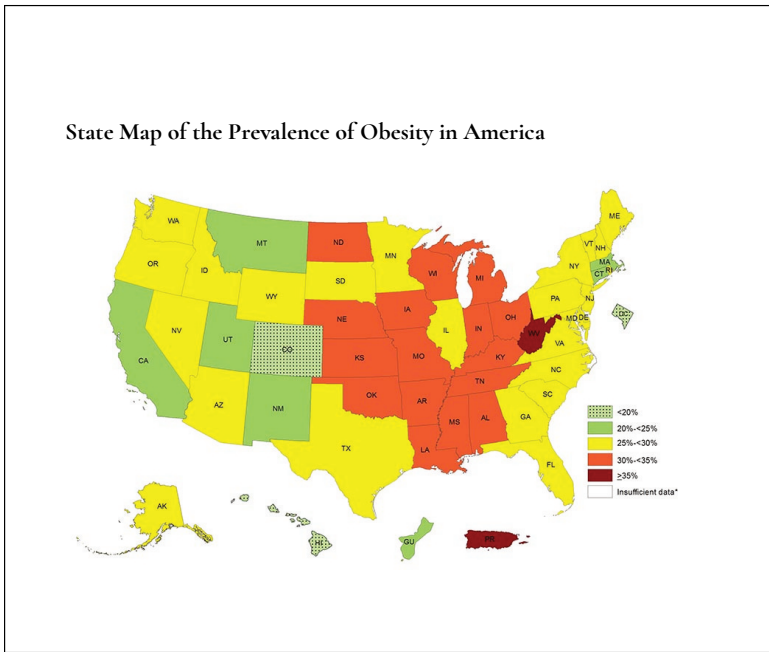 State Map of the Prevalence of Obesity in America
WA
MT
ND
MN
ME
OR
ID
SD
WI
MI
VT
NH
NY
MA
CT
RI
WY
NE
IA
PA
NJ
NV
UT
CO
IL
IN
OH
MD
DE
DC
CA
KS
MO
WV
VA
KY
AZ
NM
OK
AR
TN
NC
SC
MS
AL
GA
TX
LA
FL
AK
HI
GU
PR
<20%
20%-<25%
25%-<30%
30%-<35%
≥35%
Insufficient data*